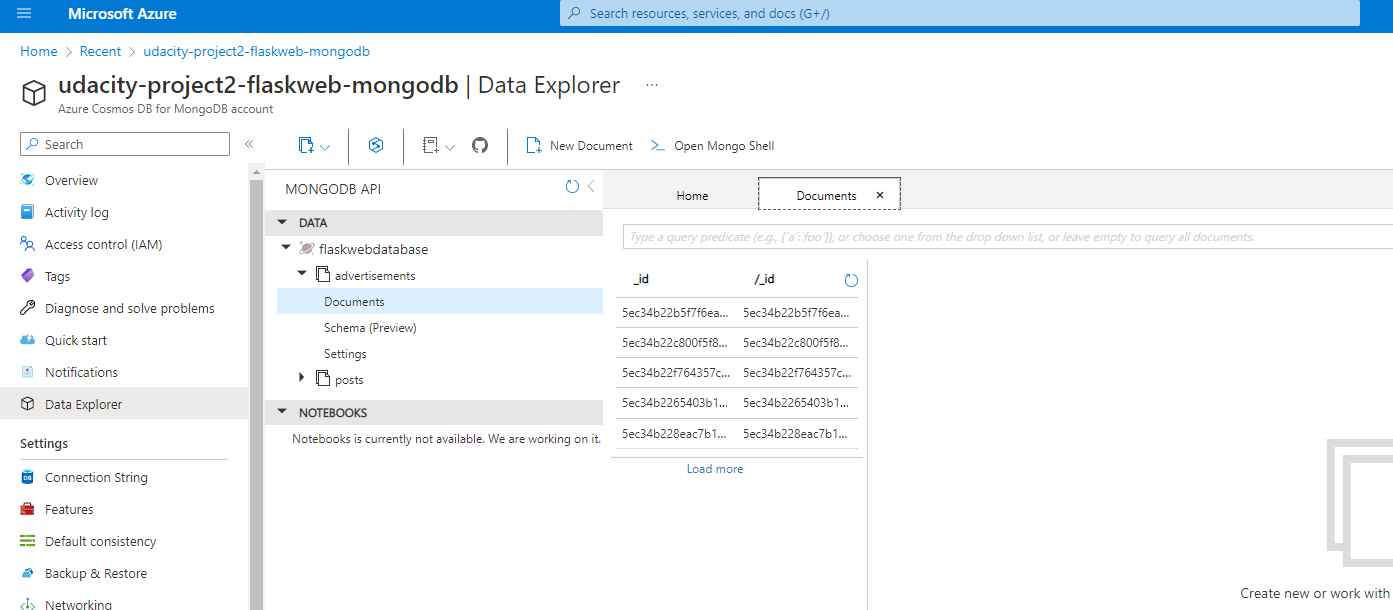 Microsoft Azure
Search resources, services, and docs (G+/)
Home > Recent > udacity-project2-flaskweb-mongodb
udacity-project2-flaskweb-mongodb | Data Explorer ...
Azure Cosmos DB for MongoDB account
Search
«
New Document
Open Mongo Shell
Overview
Activity log
Access control (IAM)
Tags
Diagnose and solve problems
Quick start
Notifications
Data Explorer
Settings
Connection String
Features
Default consistency
Backup & Restore
Networking
MONGODB API
DATA
flaskwebdatabase
advertisements
Documents
Schema (Preview)
Settings
posts
NOTEBOOKS
Notebooks is currently not available. We are working on it.
Home
Documents
Type a query predicate (e.g., {´a´:´foo´}), or choose one from the drop down list, or leave empty to query all documents.
_id /_id
5ec34b22b5f7f6ea... 5ec34b22b5f7f6ea...
5ec34b22c800f5f8... 5ec34b22c800f5f8...
5ec34b22f764357c... 5ec34b22f764357c...
5ec34b2265403b1... 5ec34b2265403b1...
5ec34b228eac7b1... 5ec34b228eac7b1...
Load more
Create new or work with